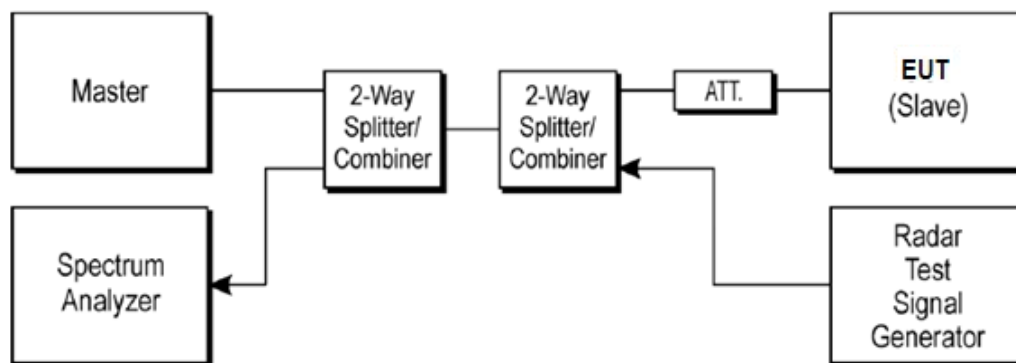 Master
2-Way
Splitter/
Combiner
2-Way
Splitter/
Combiner
ATT.
EUT
(Slave)
Spectrum
Analyzer
Radar
Test
Signal
Generator